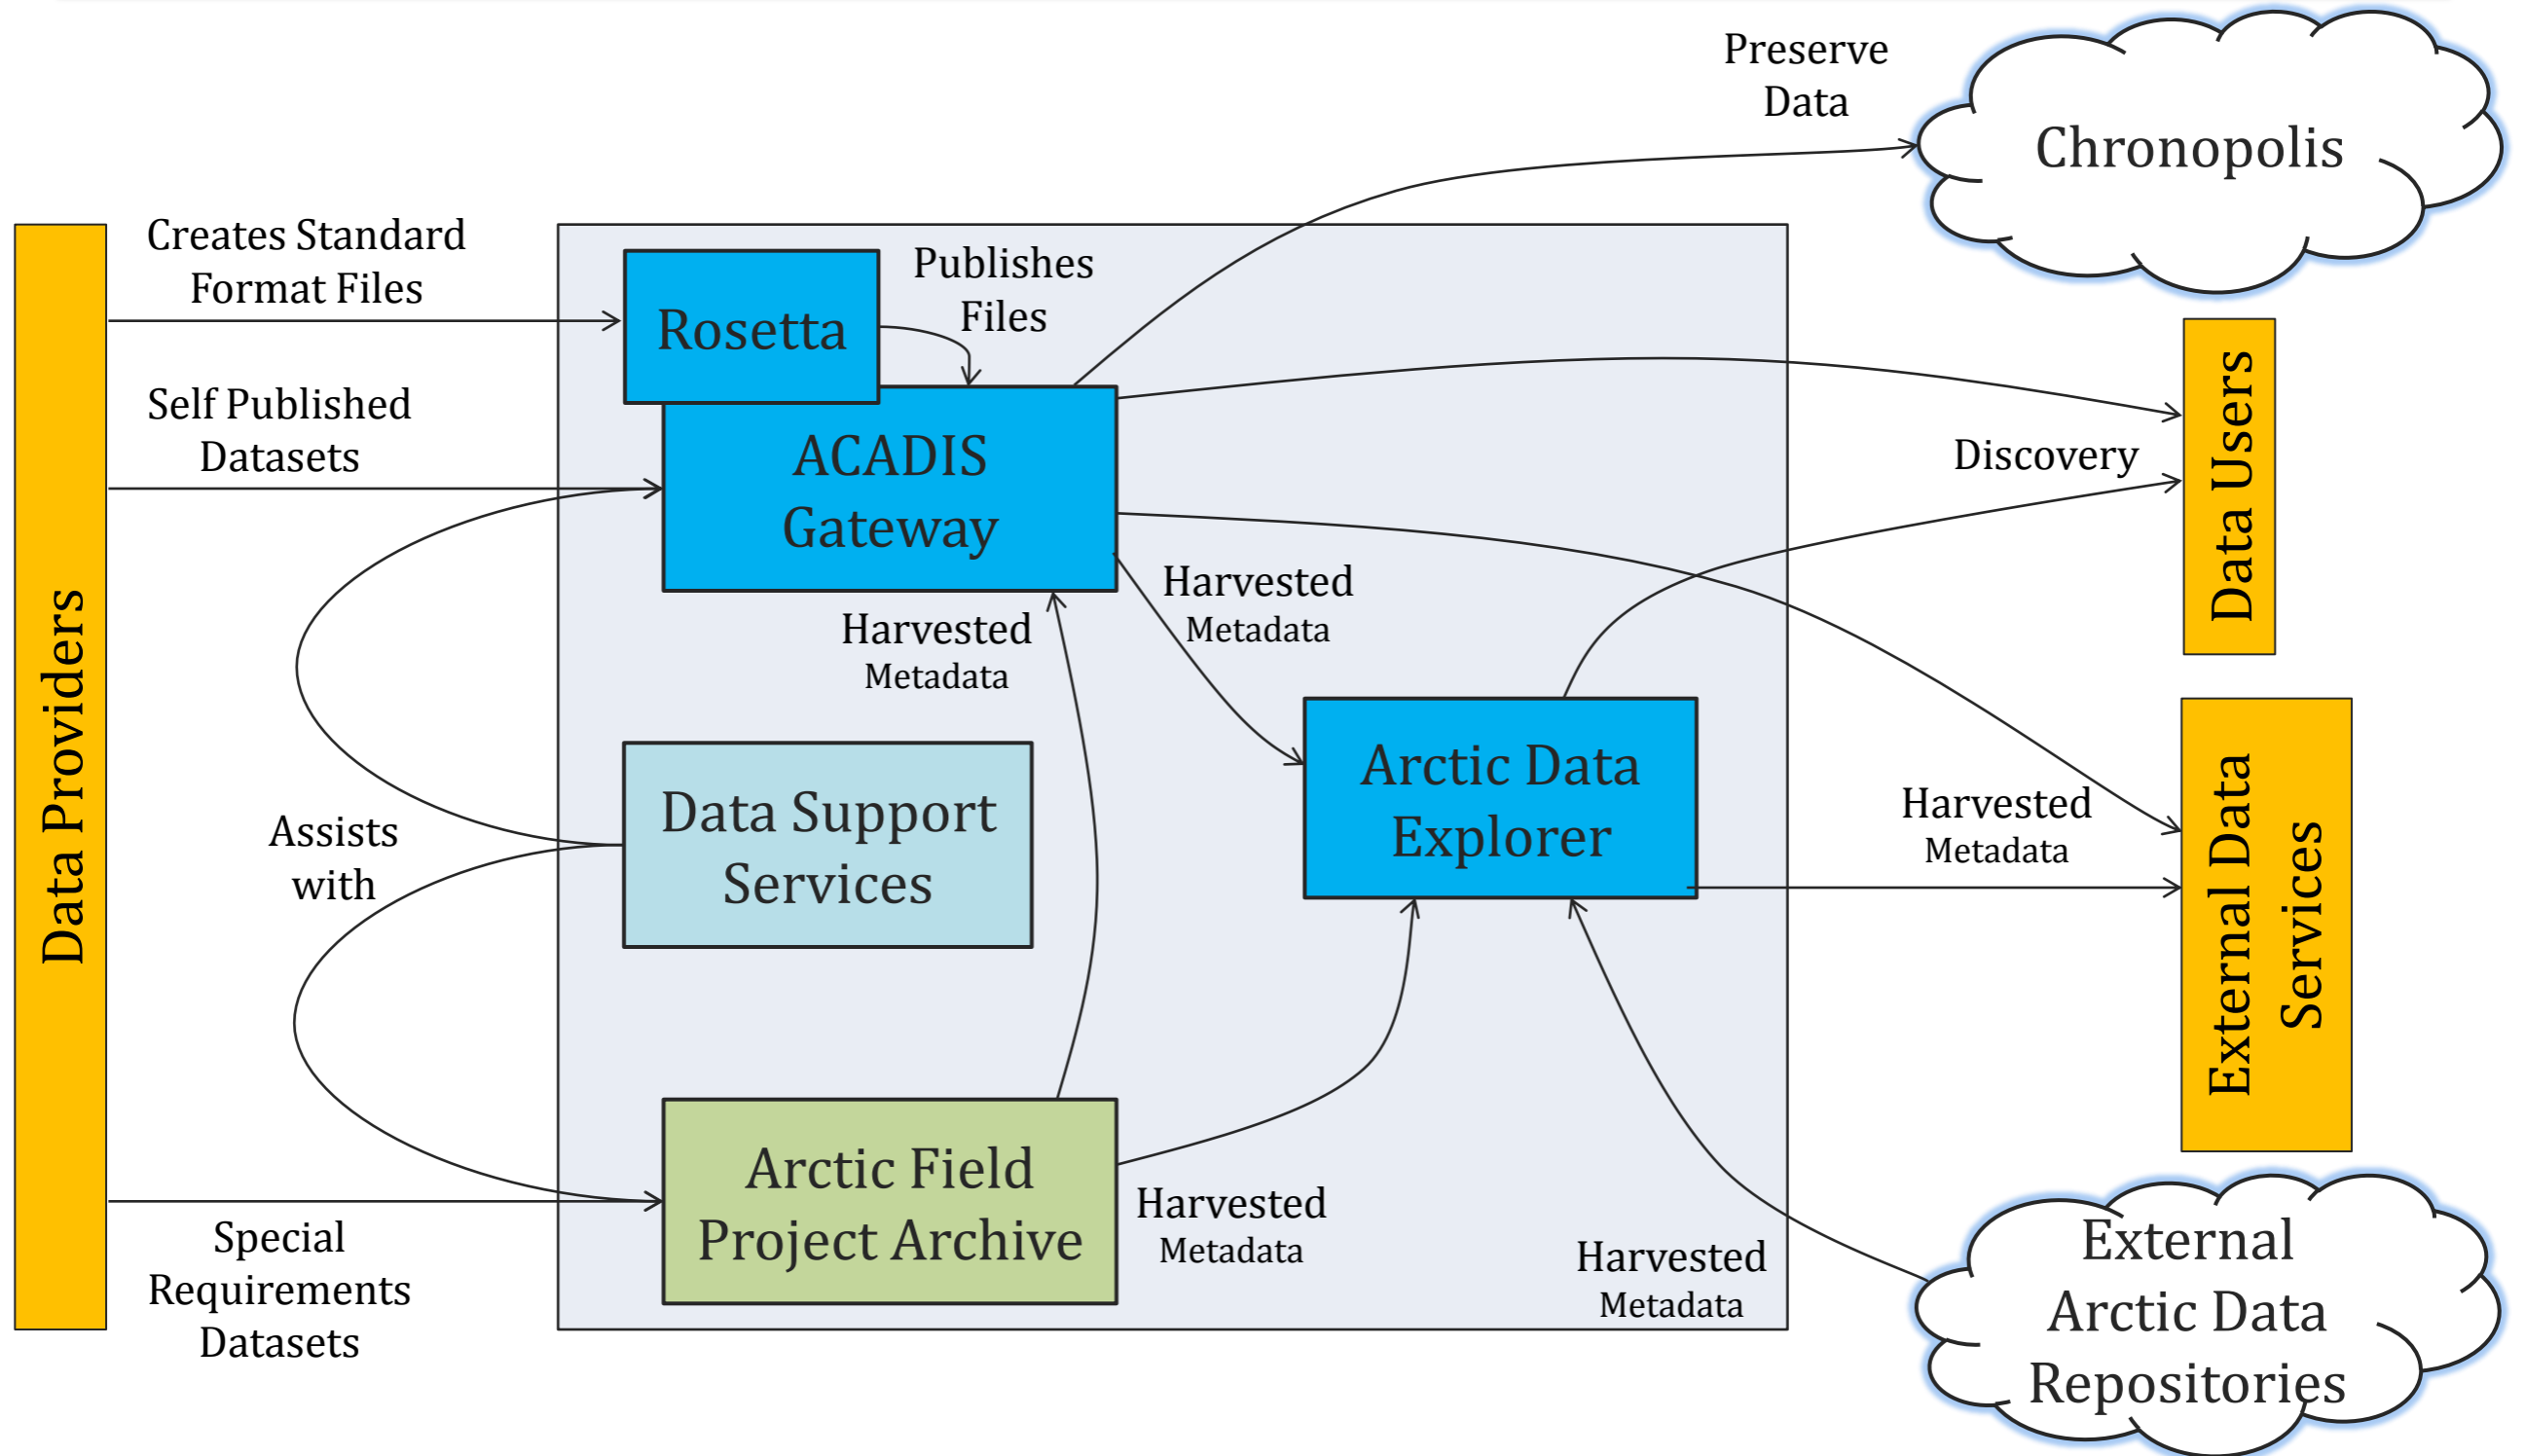 Preserve
Data
Chronopolis
Creates Standard
Format Files
Publishes
Files
Rosetta
Self Published
Datasets
ACADIS
Gateway
Discovery
Data Users
Data Providers
Harvested
Metadata
Harvested
Metadata
Assists
with
Data Support
Services
Arctic Data
Explorer
Harvested
Metadata
External Data
Services
Arctic Field
Project Archive
Harvested
Metadata
Special
Requirements
Datasets
Harvested
Metadata
External
Arctic Data
Repositories